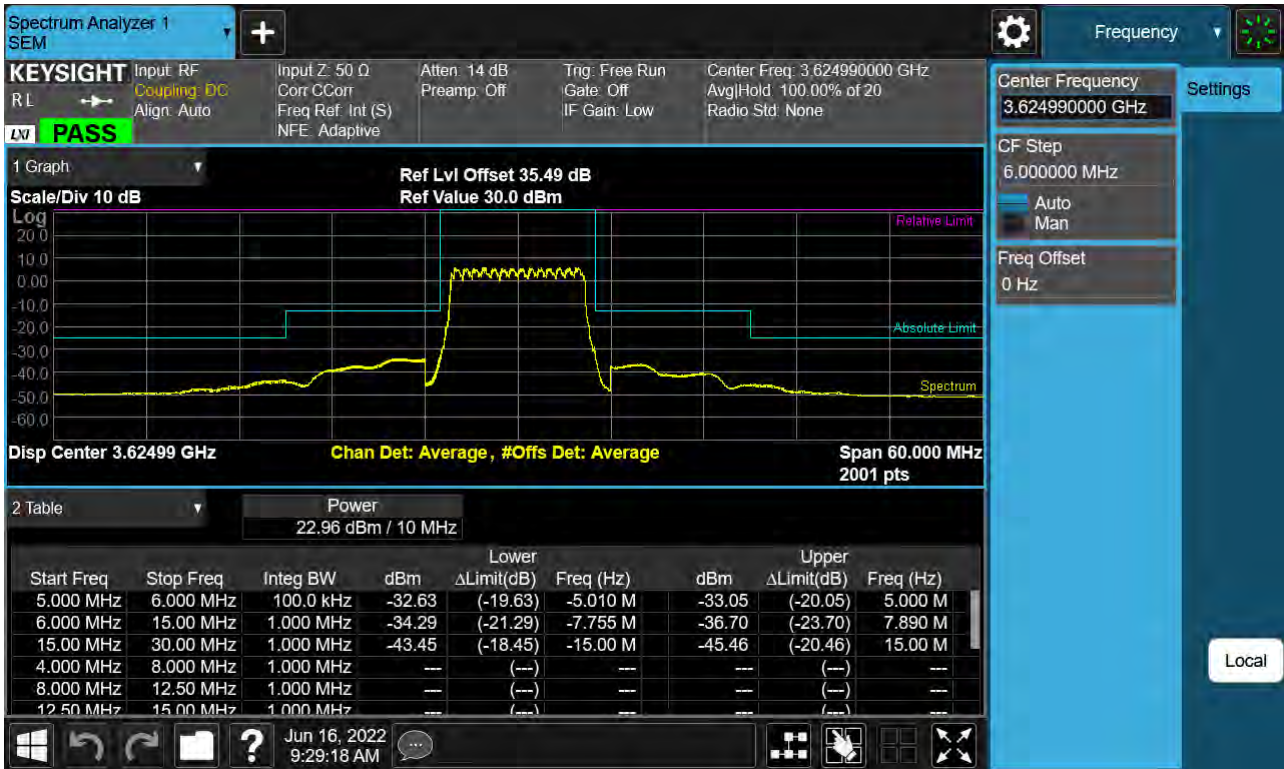 Spectrum Analyzer 1
SEM
+
Frequency
KEYSIGHT
R L
LXI
PASS
Input: RF
Coupling: DC
Align: Auto
Input Z: 50 Ω
Corr CCorr
Freq Ref: Int (S)
NFE: Adaptive
Atten: 14 dB
Preamp: Off
Trig: Free Run
Gate: Off
IF Gain: Low
Center Freq: 3.624990000 GHz
Avg|Hold: 100.00% of 20
Radio Std: None
Center Frequency
3.624990000 GHz
Settings
CF Step
6.000000 MHz
Auto
Man
Freq Offset
0 Hz
1 Graph
Ref Lvl Offset 35.49 dB
Scale/Div 10 dB
Ref Value 30.0 dBm
Log
Relative Limit
20.0
10.0
0.00
-10.0
-20.0
Absolute Limit
-30.0
-40.0
Spectrum
-50.0
-60.0
Disp Center 3.62499 GHz
Chan Det: Average, #Offs Det: Average
Span 60.000 MHz
2001 pts
2 Table
Power
22.96 dBm / 10 MHz
Lower Upper
Start Freq Stop Freq Integ BW dBm ΔLimit(dB) Freq (Hz) dBm ΔLimit(dB) Freq (Hz)
5.000 MHz 6.000 MHz 100.0 kHz -32.63 (-19.63) -5.010 M -33.05 (-20.05) 5.000 M
6.000 MHz 15.00 MHz 1.000 MHz -34.29 (-21.29) -7.755 M -36.70 (-23.70) 7.890 M
15.00 MHz 30.00 MHz 1.000 MHz -43.45 (-18.45) -15.00 M -45.46 (-20.46) 15.00 M
4.000 MHz 8.000 MHz 1.000 MHz --- (---) --- --- (---) ---
8.000 MHz 12.50 MHz 1.000 MHz --- (---) --- --- (---) ---
12.50 MHz 15.00 MHz 1.000 MHz --- (---) --- --- (---) ---
Local
?
Jun 16, 2022
9:29:18 AM